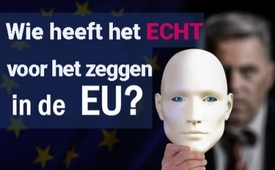 Wie heeft het ECHT
voor het zeggen
in de EU?